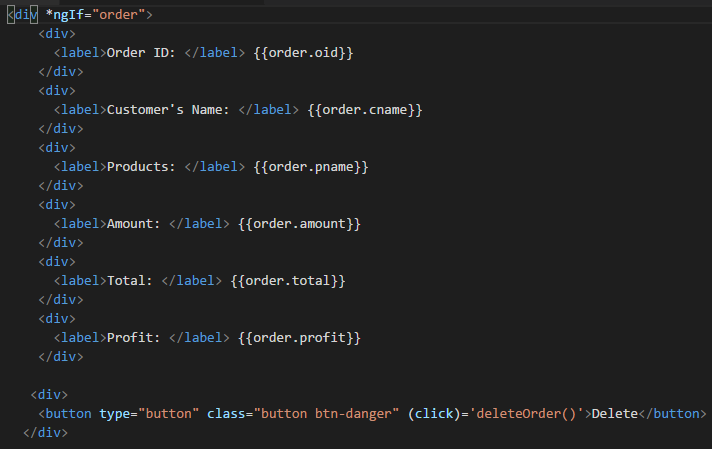 <div *ngIf="order">
<div>
<label>Order ID: </label> {{order.oid}}
</div>
<div>
<label>Customer's Name: </label> {{order.cname}}
</div>
<div>
<label>Products: </label> {{order.pname}}
</div>
<div>
<label>Amount: </label> {{order.amount}}
</div>
<div>
<label>Total: </label> {{order.total}}
</div>
<div>
<label>Profit: </label> {{order.profit}}
</div>
<div>
<button type="button" class="button btn-danger" (click)='deleteOrder()'>Delete</button>
</div>